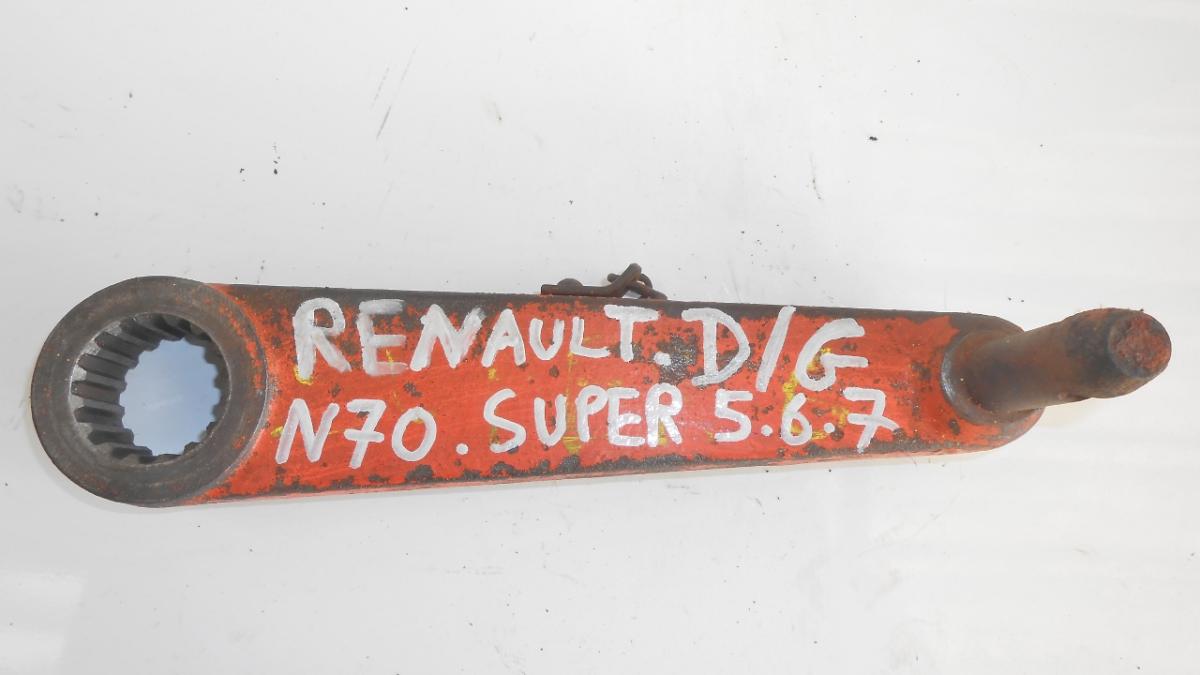 RENAULT. D/G
N70. SUPER 5.6.7